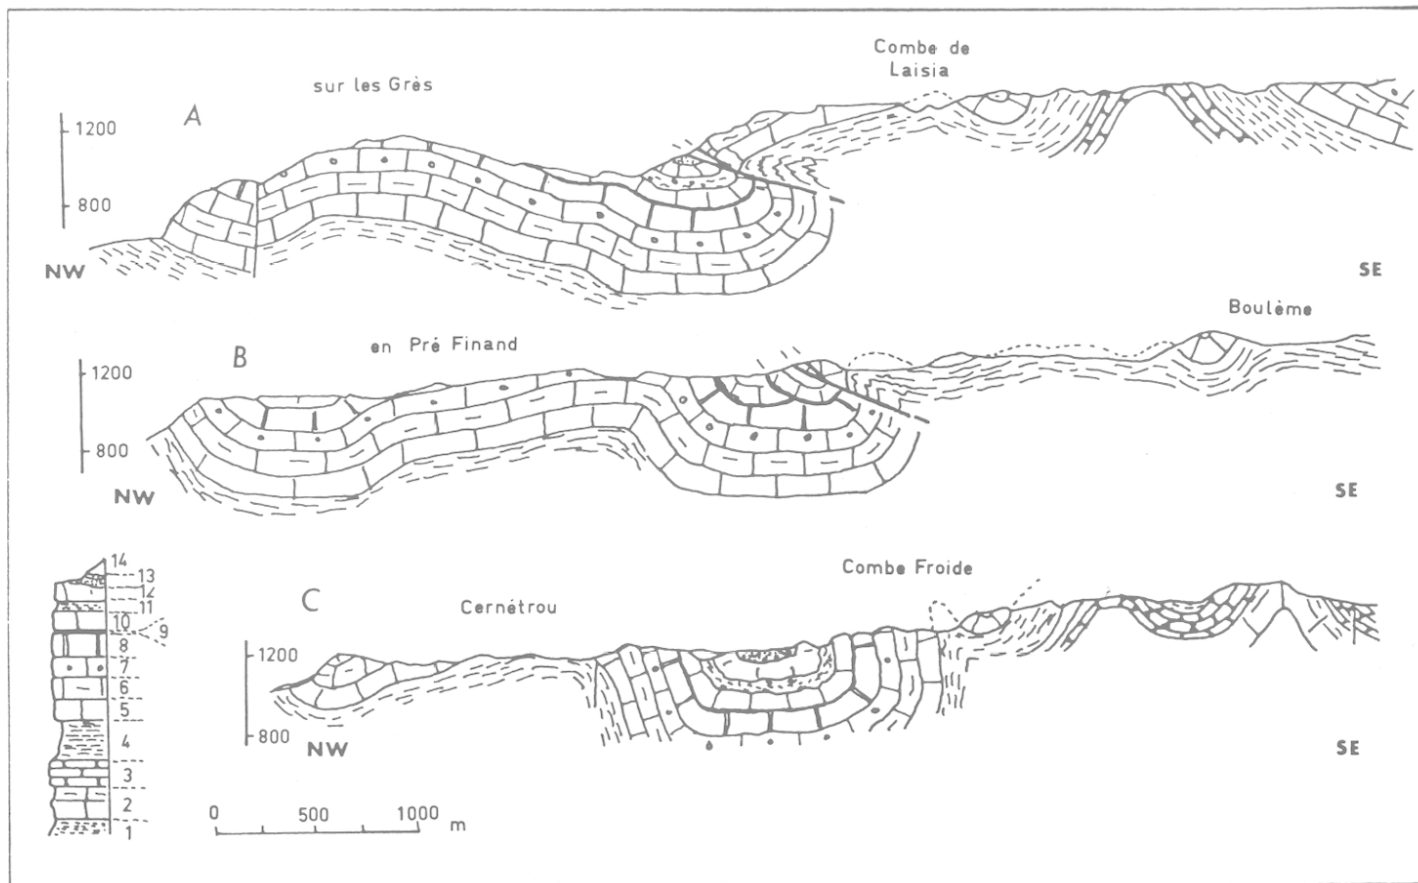 Combe de
Laisia
sur les Grès
A
1200
800
NW
SE
Boulème
en Pré Finand
B
1200
800
NW
SE
Combe Froide
Cernétrou
C
1200
800
NW
SE
14
13
12
11
10
9
8
7
6
5
4
3
2
1
0 500 1000 m